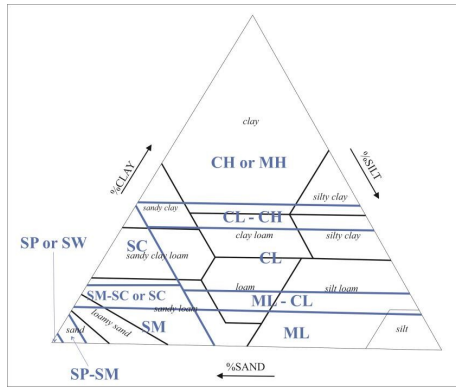 clay
CH or MH
%CLAY
%SILT
sandy clay
silty clay
CL - CH
SP or SW
SC
clay loam
silty clay
sandy clay loam
CL
SM-SC or SC
loam
silt loam
ML - CL
sandy loam
loamy sand
sand
SM
ML
silt
SP-SM
%SAND